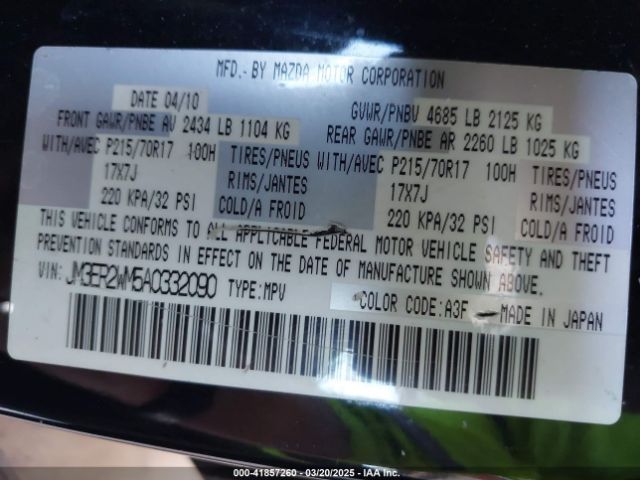 MFD.- BY MAZDA MOTOR CORPORATION
DATE 04/10 GVWR/PNBV 4685 LB 2125 KG
FRONT GAWR/PNBE AV 2434 LB 1104 KG REAR GAWR/PNBE AR 2260 LB 1025 KG
WITH/AVEC P215/70R17 100H TIRES/PNEUS WITH/AVEC P215/70R17 100H TIRES/PNEUS
17X7J RIMS/JANTES 17X7J RIMS/JANTES
220 KPA/32 PSI COLD/A FROID 220 KPA/32 PSI COLD/A FROID
THIS VEHICLE CONFORMS TO ALL APPLICABLE FEDERAL MOTOR VEHICLE SAFETY AND THEFT
PREVENTION STANDARDS IN EFFECT ON THE DATE OF MANUFACTURE SHOWN ABOVE.
VIN: JM3ER2WM5A0332090 TYPE:MPV COLOR CODE: A3F MADE IN JAPAN
000-41857260 — 03/20/2025 — IAA Inc.